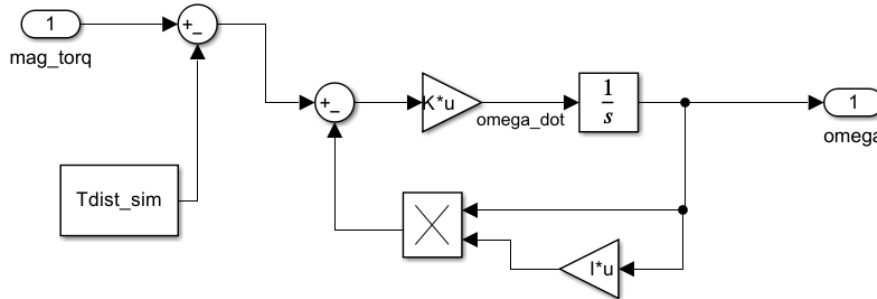 1
mag_torq
+
–
Tdist_sim
+
–
K*u
omega_dot
1
s
1
omega
I*u